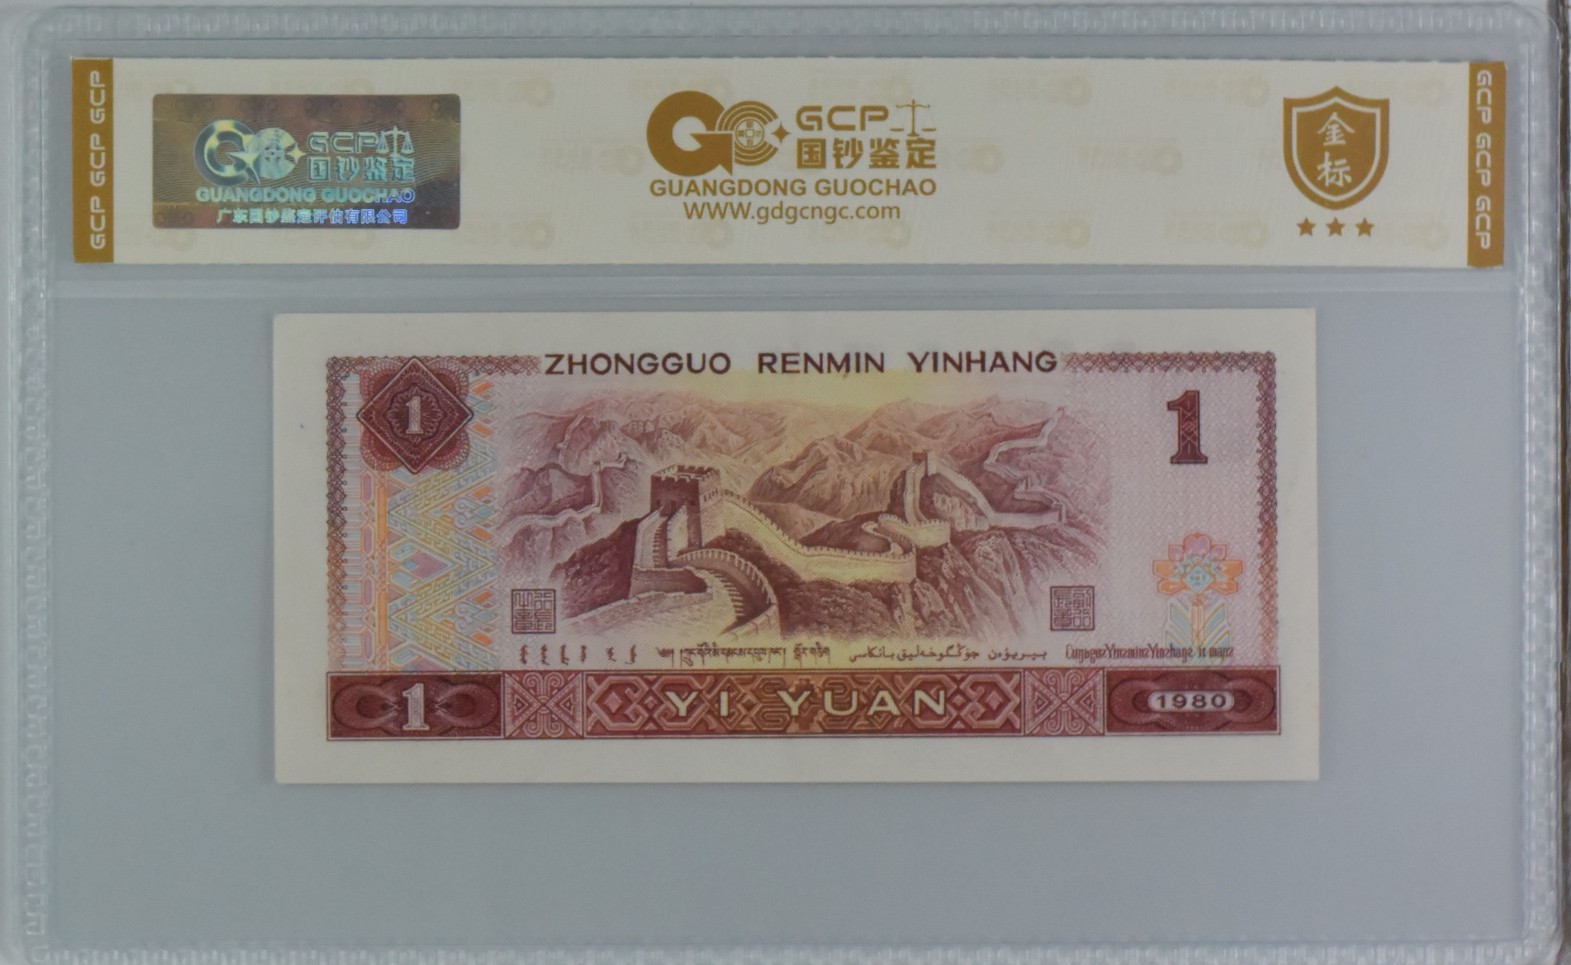 GCP GCP GCP
GCP
国钞鉴定
GUANGDONG GUOCHAO
广东国钞鉴定评估有限公司
GCP
国钞鉴定
GUANGDONG GUOCHAO
WWW.gdgcngc.com
金
标
GCP GCP GCP
ZHONGGUO RENMIN YINHANG
1
1
1
YI YUAN
1980